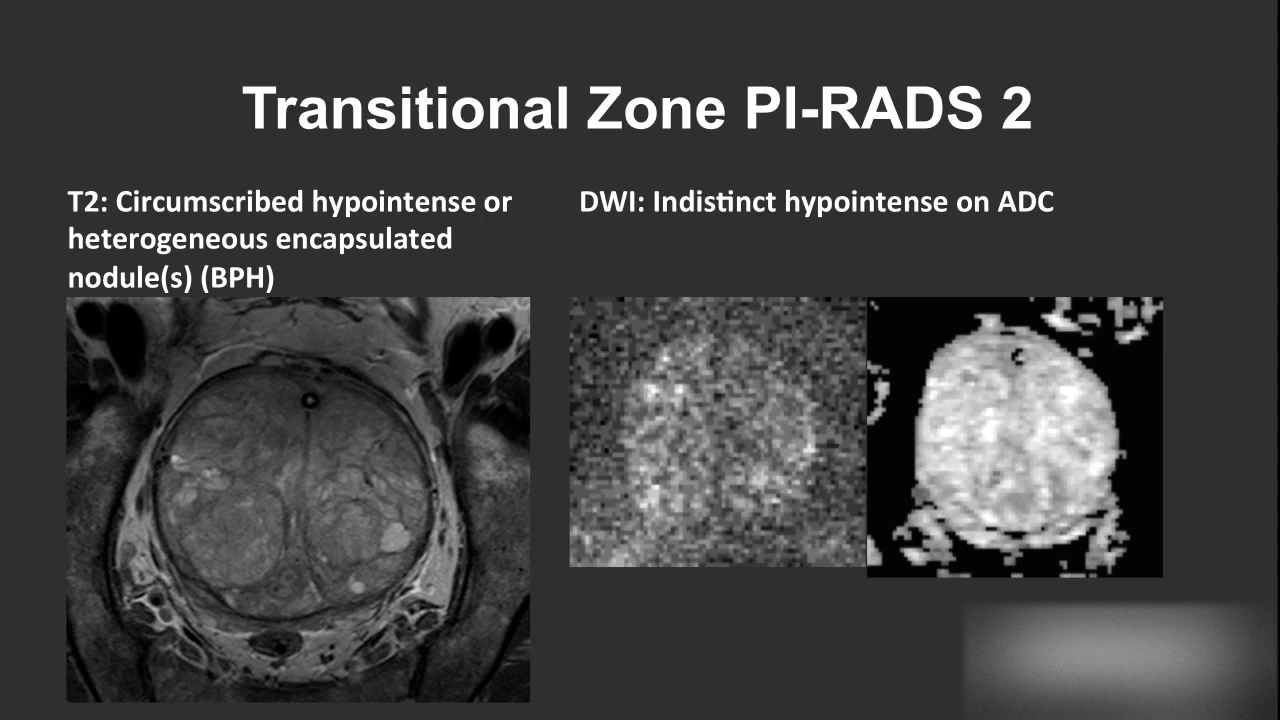 Transitional Zone PI-RADS 2
T2: Circumscribed hypointense or
heterogeneous encapsulated
nodule(s) (BPH)
DWI: Indistinct hypointense on ADC